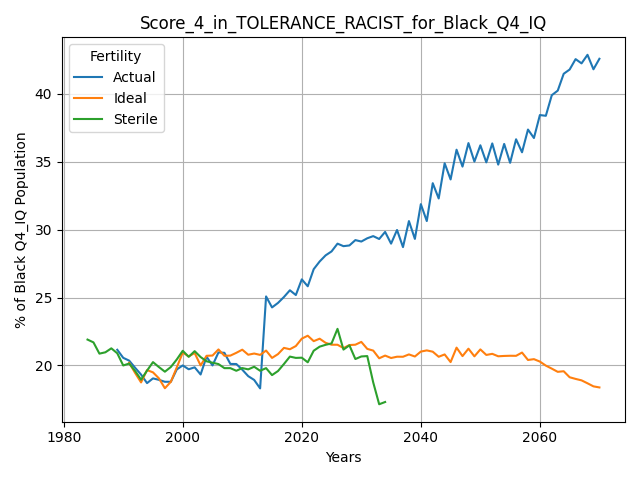 Score_4_in_TOLERANCE_RACIST_for_Black_Q4_IQ
Fertility
Actual
Ideal
Sterile
% of Black Q4_IQ Population
40
35
30
25
20
1980
2000
2020
2040
2060
Years